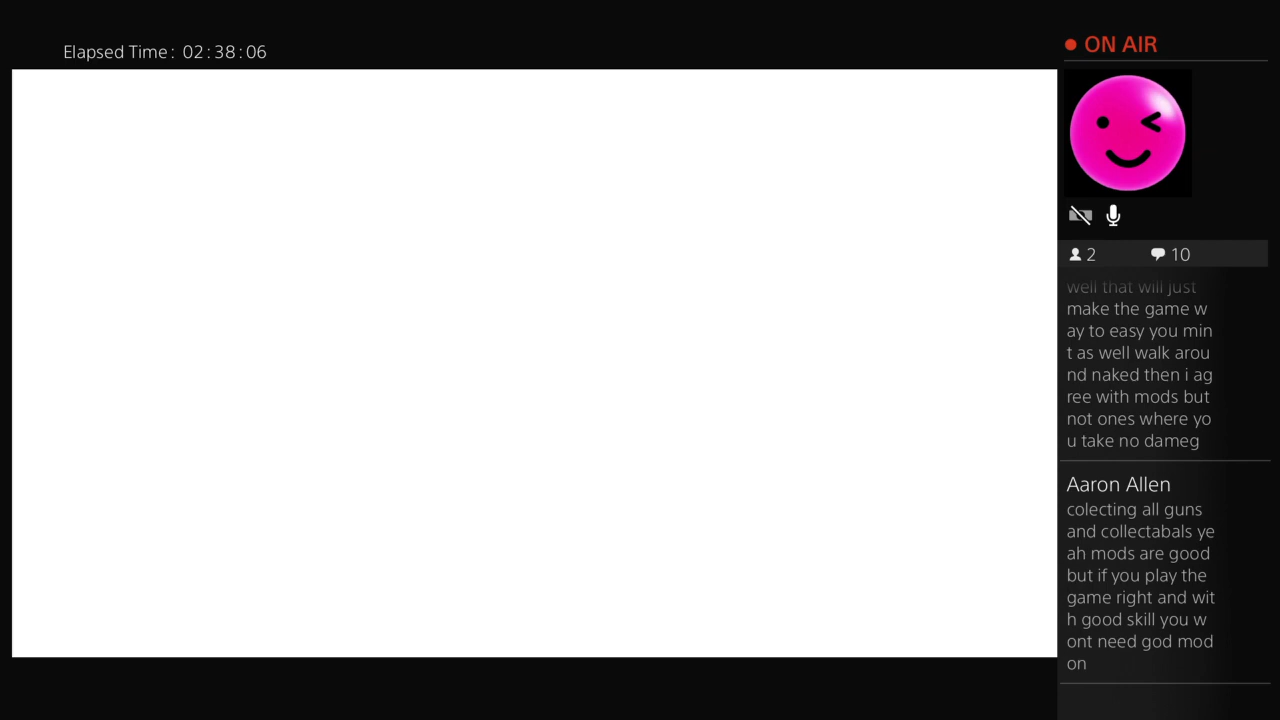 Elapsed Time: 02:38:06
ON AIR
2 10
well that will just
make the game w
ay to easy you min
t as well walk arou
nd naked then i ag
ree with mods but
not ones where yo
u take no dameg
Aaron Allen
colecting all guns
and collectabals ye
ah mods are good
but if you play the
game right and wit
h good skill you w
ont need god mod
on